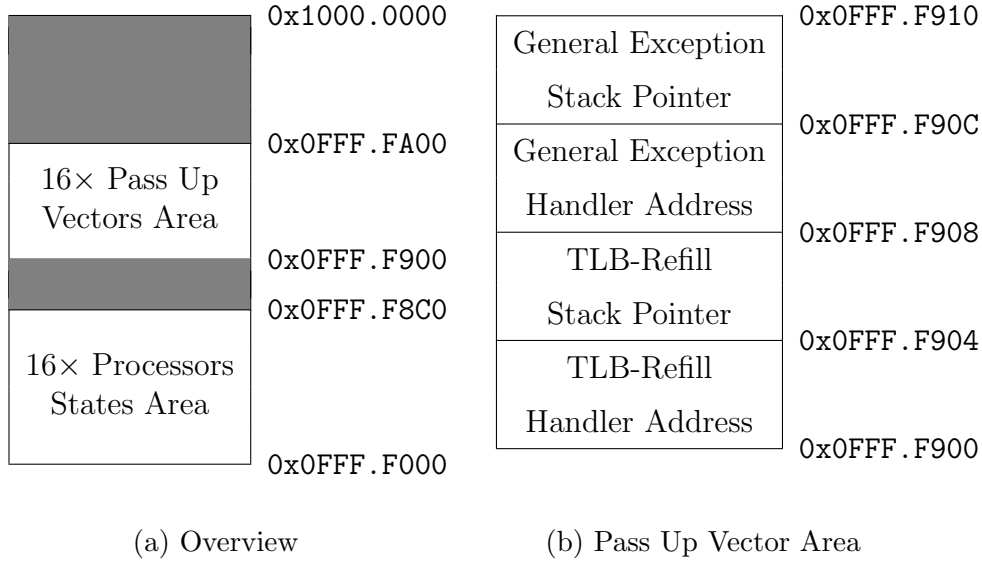 0x1000.0000
0x0FFF.FA00
16× Pass Up
Vectors Area
0x0FFF.F900
0x0FFF.F8C0
16× Processors
States Area
0x0FFF.F000
(a) Overview
0x0FFF.F910
General Exception
Stack Pointer
0x0FFF.F90C
General Exception
Handler Address
0x0FFF.F908
TLB-Refill
Stack Pointer
0x0FFF.F904
TLB-Refill
Handler Address
0x0FFF.F900
(b) Pass Up Vector Area